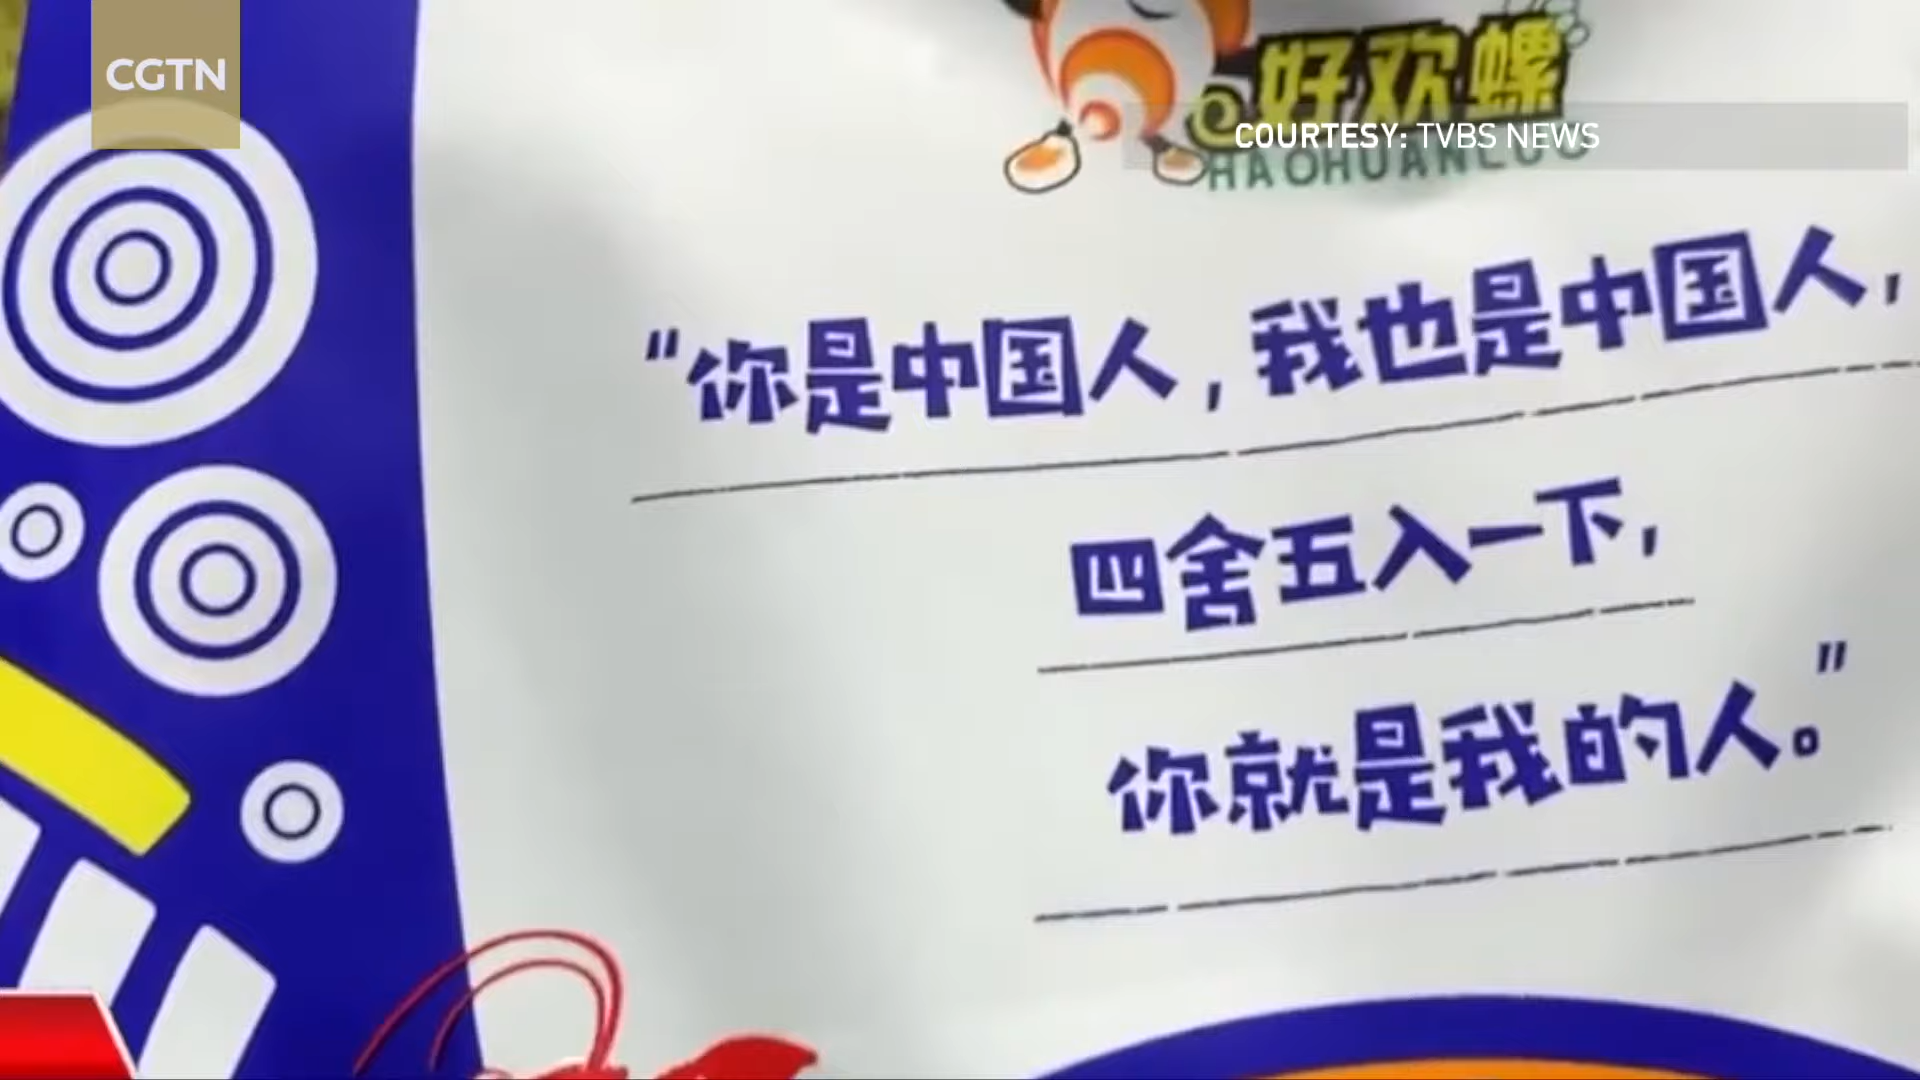 CGTN
好欢螺
COURTESY: TVBS NEWS
HAOHUANLUO
“你是中国人，我也是中国人，
四舍五入一下，
你就是我的人。”